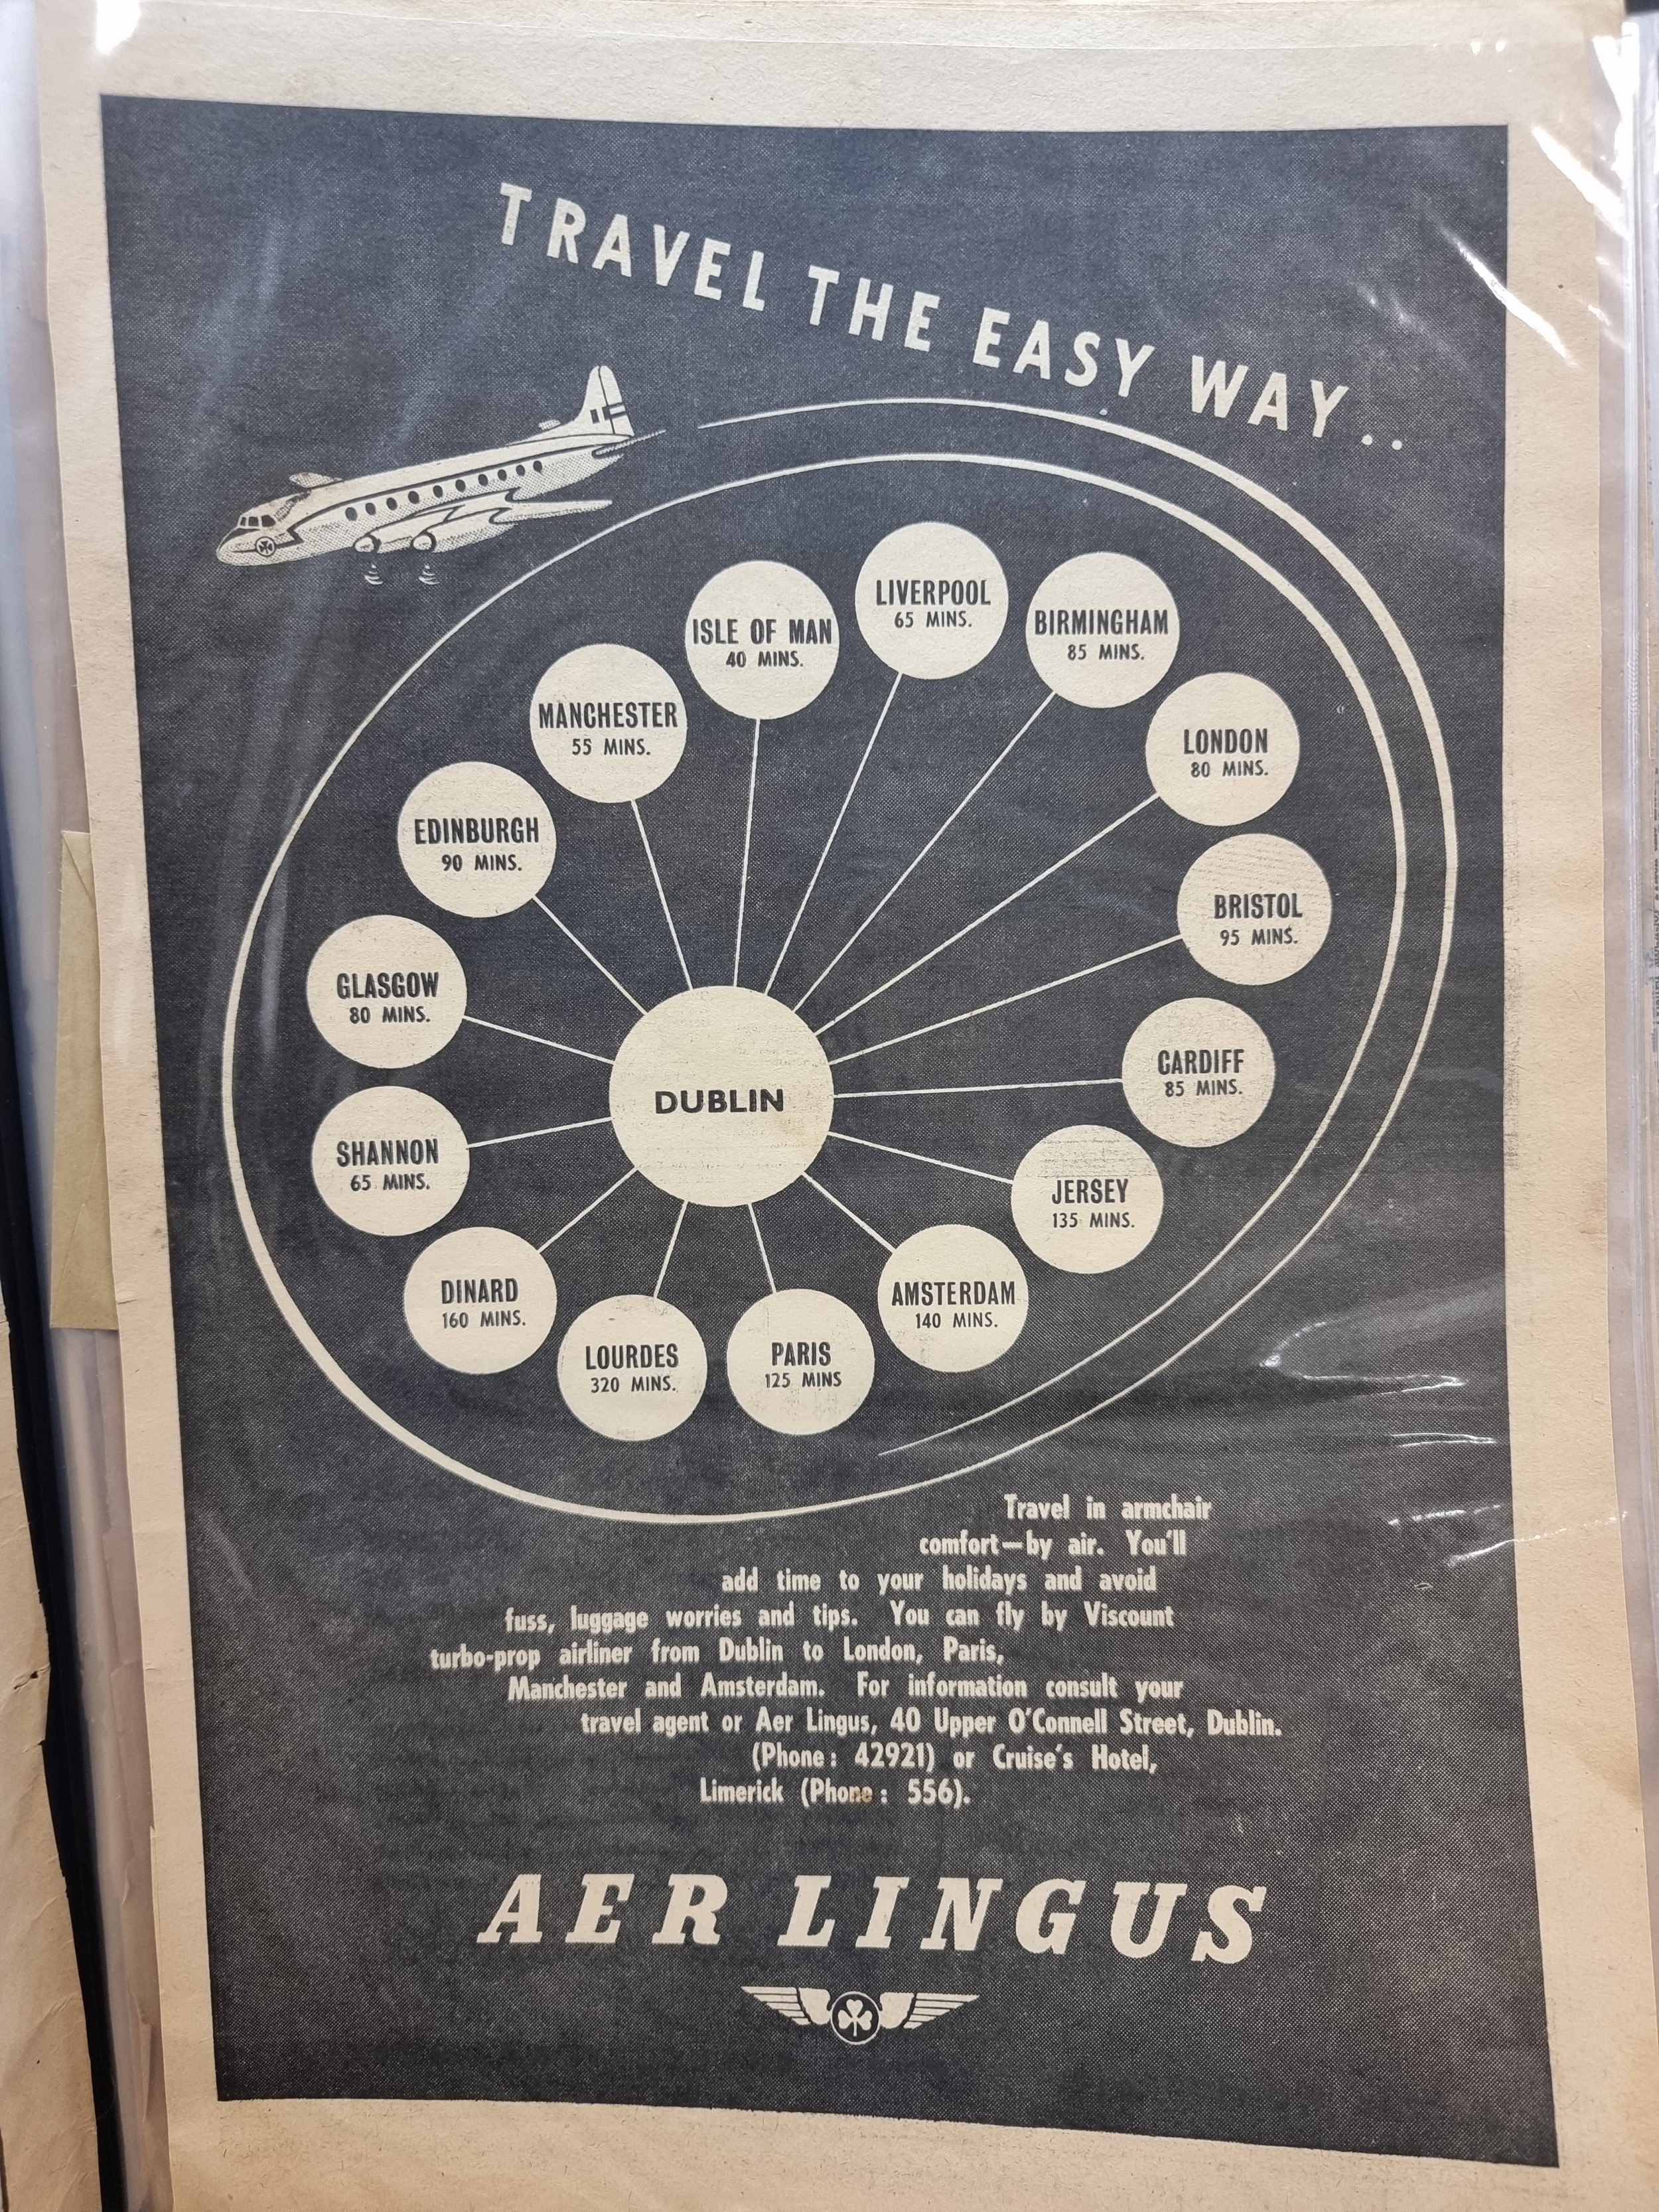 TRAVEL THE EASY WAY..
LIVERPOOL
65 MINS.
ISLE OF MAN
40 MINS.
BIRMINGHAM
85 MINS.
MANCHESTER
55 MINS.
LONDON
80 MINS.
EDINBURGH
90 MINS.
BRISTOL
95 MINS.
GLASGOW
80 MINS.
CARDIFF
85 MINS.
DUBLIN
SHANNON
65 MINS.
JERSEY
135 MINS.
DINARD
160 MINS.
AMSTERDAM
140 MINS.
LOURDES
320 MINS.
PARIS
125 MINS
Travel in armchair
comfort—by air. You'll
add time to your holidays and avoid
fuss, luggage worries and tips. You can fly by Viscount
turbo-prop airliner from Dublin to London, Paris,
Manchester and Amsterdam. For information consult your
travel agent or Aer Lingus, 40 Upper O'Connell Street, Dublin.
(Phone: 42921) or Cruise's Hotel,
Limerick (Phone: 556).
AER LINGUS